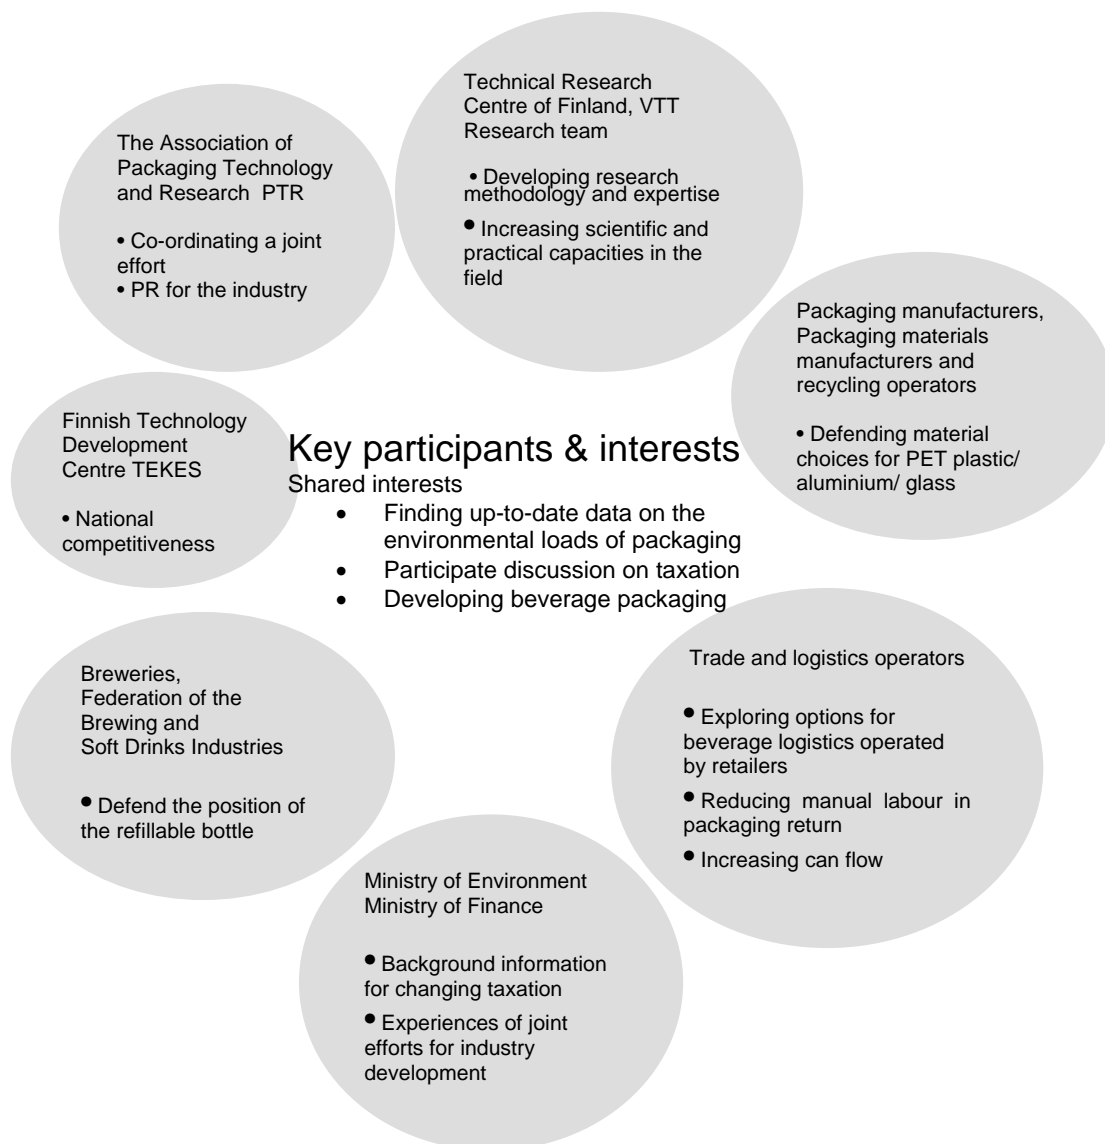 Technical Research
Centre of Finland, VTT
Research team
• Developing research
methodology and expertise
• Increasing scientific and
practical capacities in the
field
The Association of
Packaging Technology
and Research PTR
• Co-ordinating a joint
effort
• PR for the industry
Packaging manufacturers,
Packaging materials
manufacturers and
recycling operators
• Defending material
choices for PET plastic/
aluminium/ glass
Finnish Technology
Development
Centre TEKES
• National
competitiveness
Key participants & interests
Shared interests
• Finding up-to-date data on the
environmental loads of packaging
• Participate discussion on taxation
• Developing beverage packaging
Breweries,
Federation of the
Brewing and
Soft Drinks Industries
• Defend the position of
the refillable bottle
Trade and logistics operators
• Exploring options for
beverage logistics operated
by retailers
• Reducing manual labour in
packaging return
• Increasing can flow
Ministry of Environment
Ministry of Finance
• Background information
for changing taxation
• Experiences of joint
efforts for industry
development